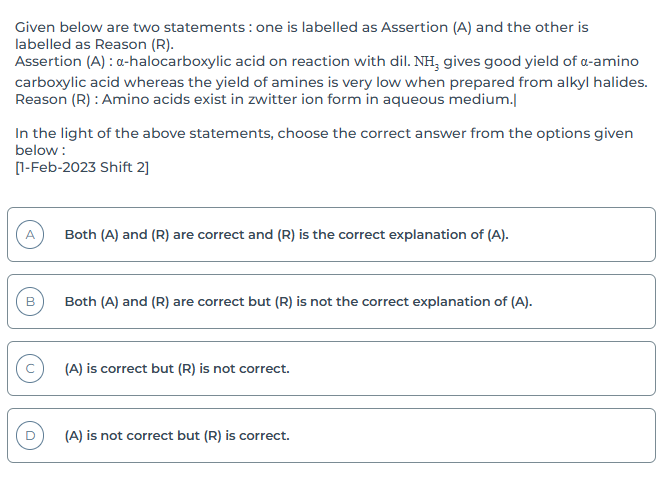 Given below are two statements : one is labelled as Assertion (A) and the other is
labelled as Reason (R).
Assertion (A) : α-halocarboxylic acid on reaction with dil. NH₃ gives good yield of α-amino
carboxylic acid whereas the yield of amines is very low when prepared from alkyl halides.
Reason (R) : Amino acids exist in zwitter ion form in aqueous medium.|
In the light of the above statements, choose the correct answer from the options given
below :
[1-Feb-2023 Shift 2]
A Both (A) and (R) are correct and (R) is the correct explanation of (A).
B Both (A) and (R) are correct but (R) is not the correct explanation of (A).
C (A) is correct but (R) is not correct.
D (A) is not correct but (R) is correct.